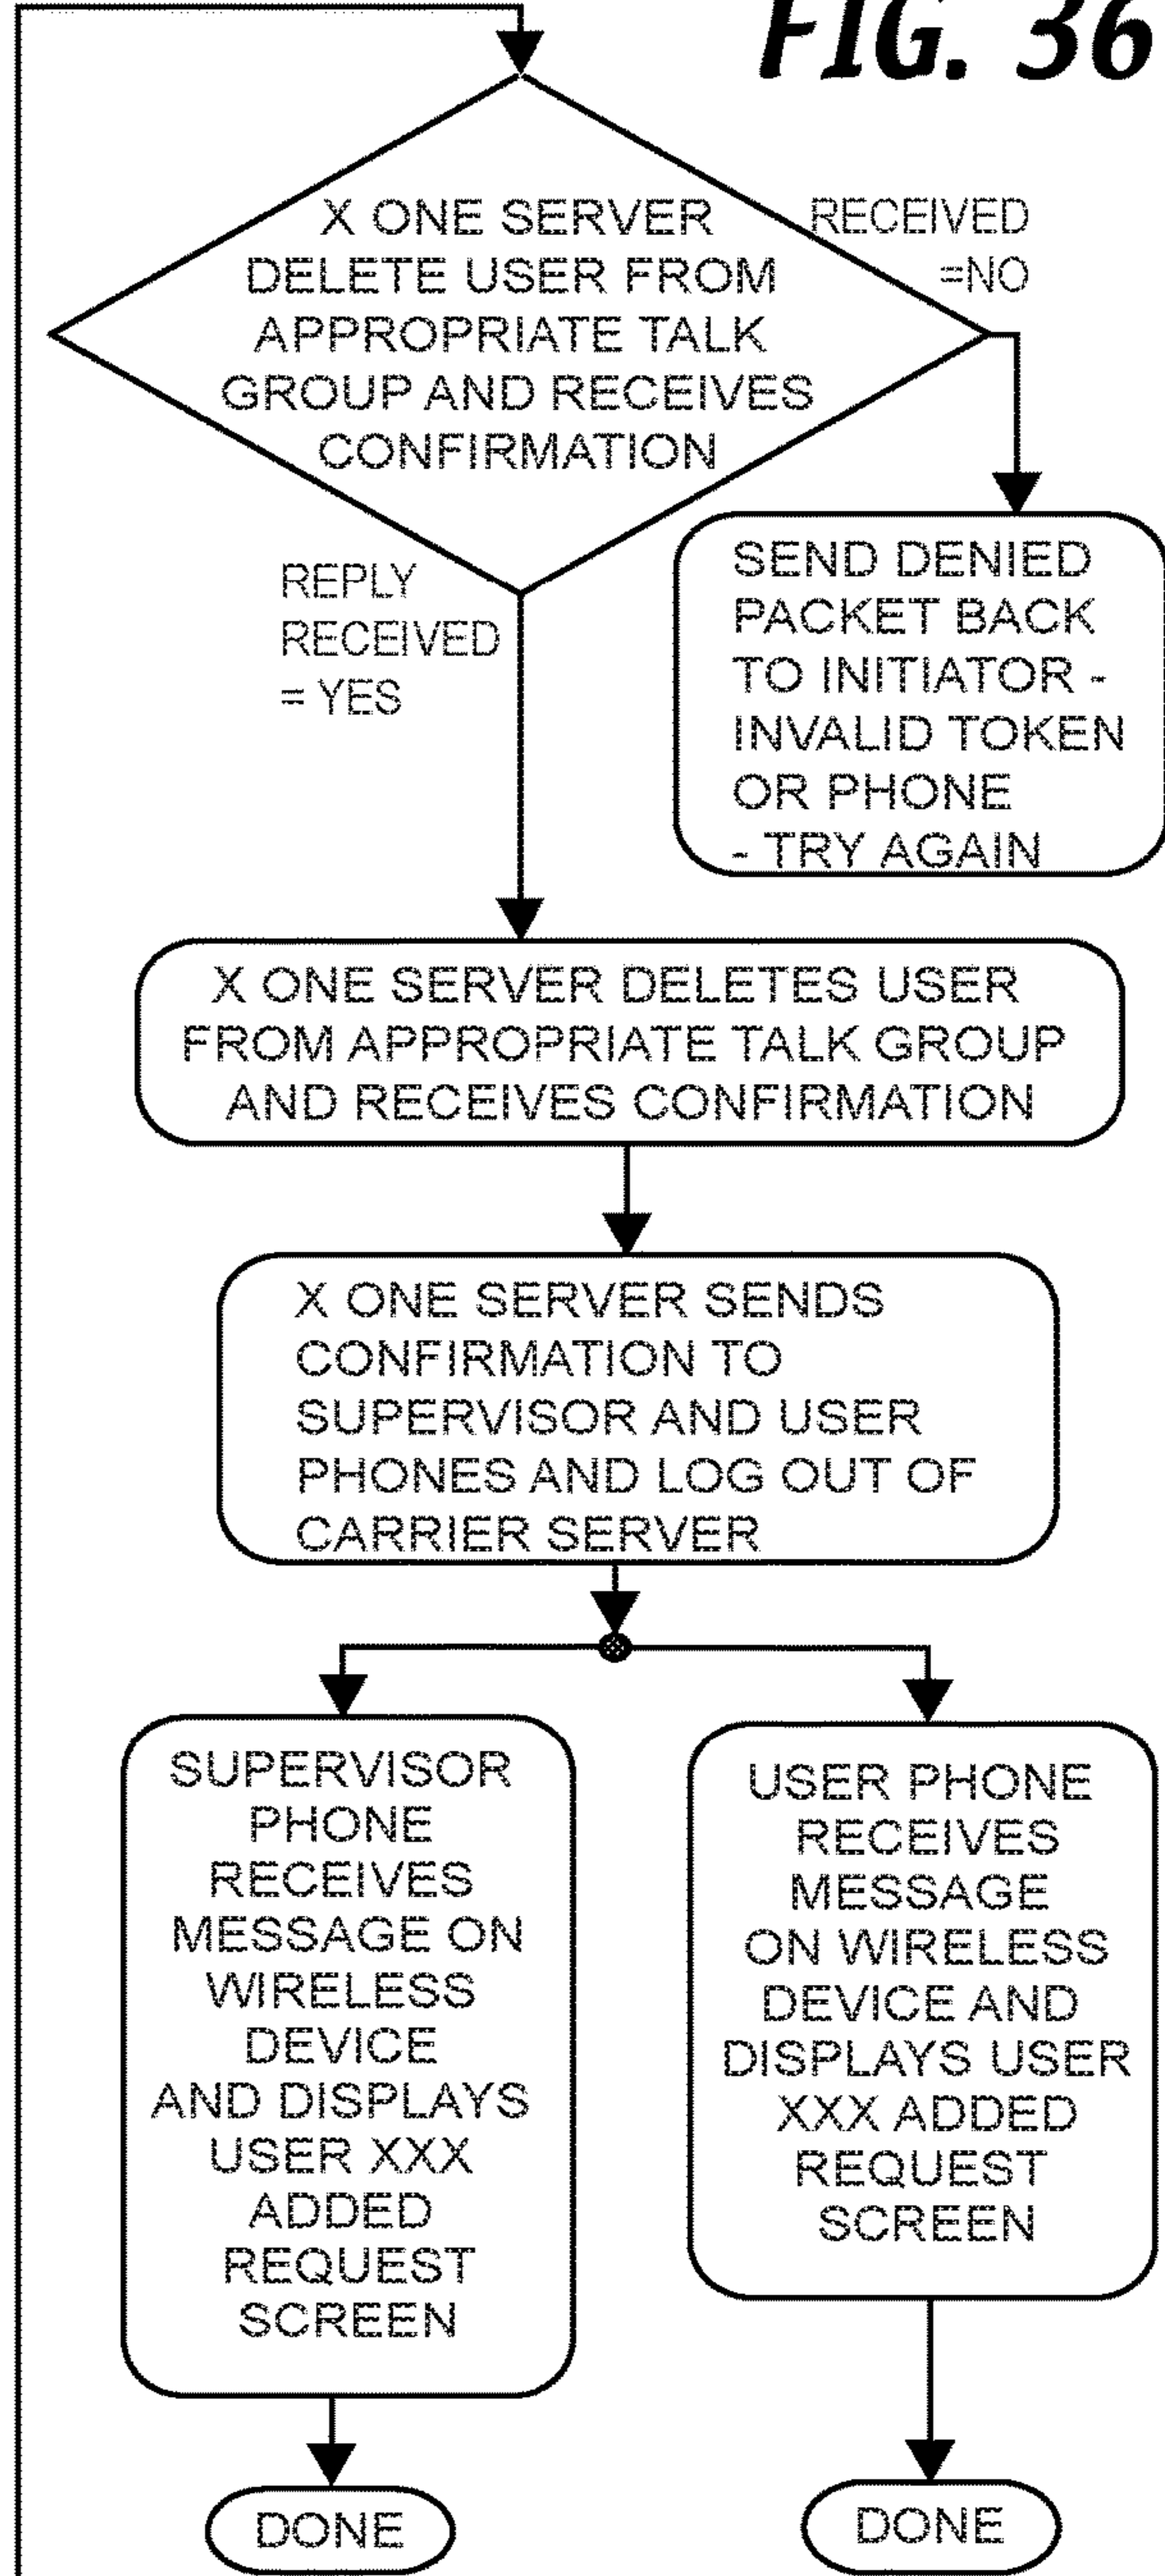 FIG. 36
X ONE SERVER
DELETE USER FROM
APPROPRIATE TALK
GROUP AND RECEIVES
CONFIRMATION
RECEIVED
=NO
REPLY
RECEIVED
= YES
SEND DENIED
PACKET BACK
TO INITIATOR -
INVALID TOKEN
OR PHONE
- TRY AGAIN
X ONE SERVER DELETES USER
FROM APPROPRIATE TALK GROUP
AND RECEIVES CONFIRMATION
X ONE SERVER SENDS
CONFIRMATION TO
SUPERVISOR AND USER
PHONES AND LOG OUT OF
CARRIER SERVER
SUPERVISOR
PHONE
RECEIVES
MESSAGE ON
WIRELESS
DEVICE
AND DISPLAYS
USER XXX
ADDED
REQUEST
SCREEN
USER PHONE
RECEIVES
MESSAGE
ON WIRELESS
DEVICE AND
DISPLAYS USER
XXX ADDED
REQUEST
SCREEN
DONE
DONE